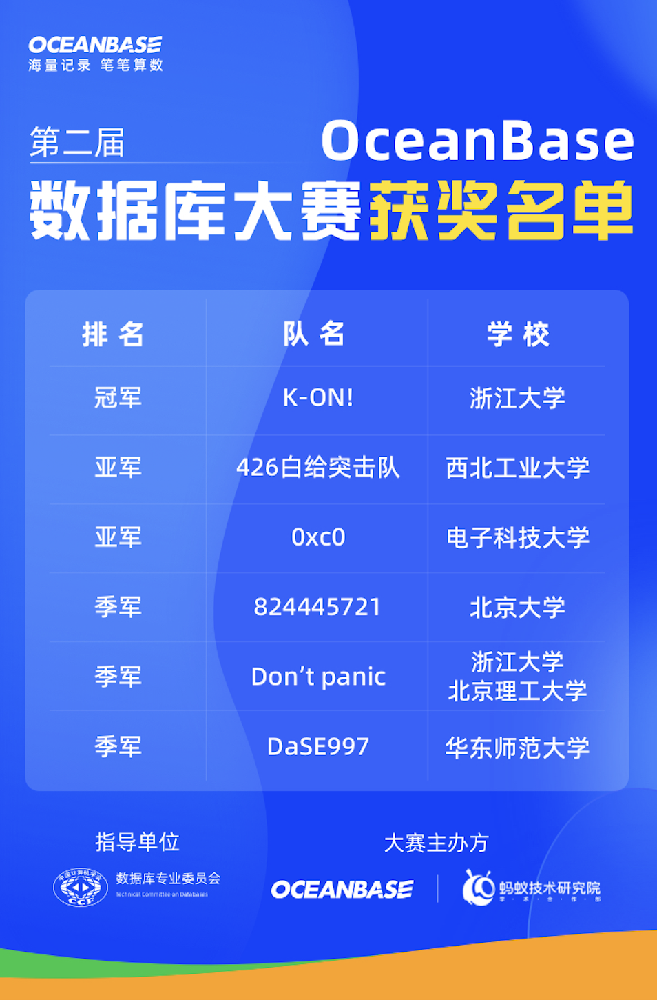 OCEANBASE
海量记录 笔笔算数
第二届
OceanBase
数据库大赛获奖名单
排名 队名 学校
冠军 K-ON! 浙江大学
亚军 426白给突击队 西北工业大学
亚军 0xc0 电子科技大学
季军 824445721 北京大学
季军 Don't panic 浙江大学
北京理工大学
季军 DaSE997 华东师范大学
指导单位
大赛主办方
中国计算机学会
CCF
数据库专业委员会
Technical Committee on Databases
OCEANBASE
蚂蚁技术研究院
学·术·合·作·部